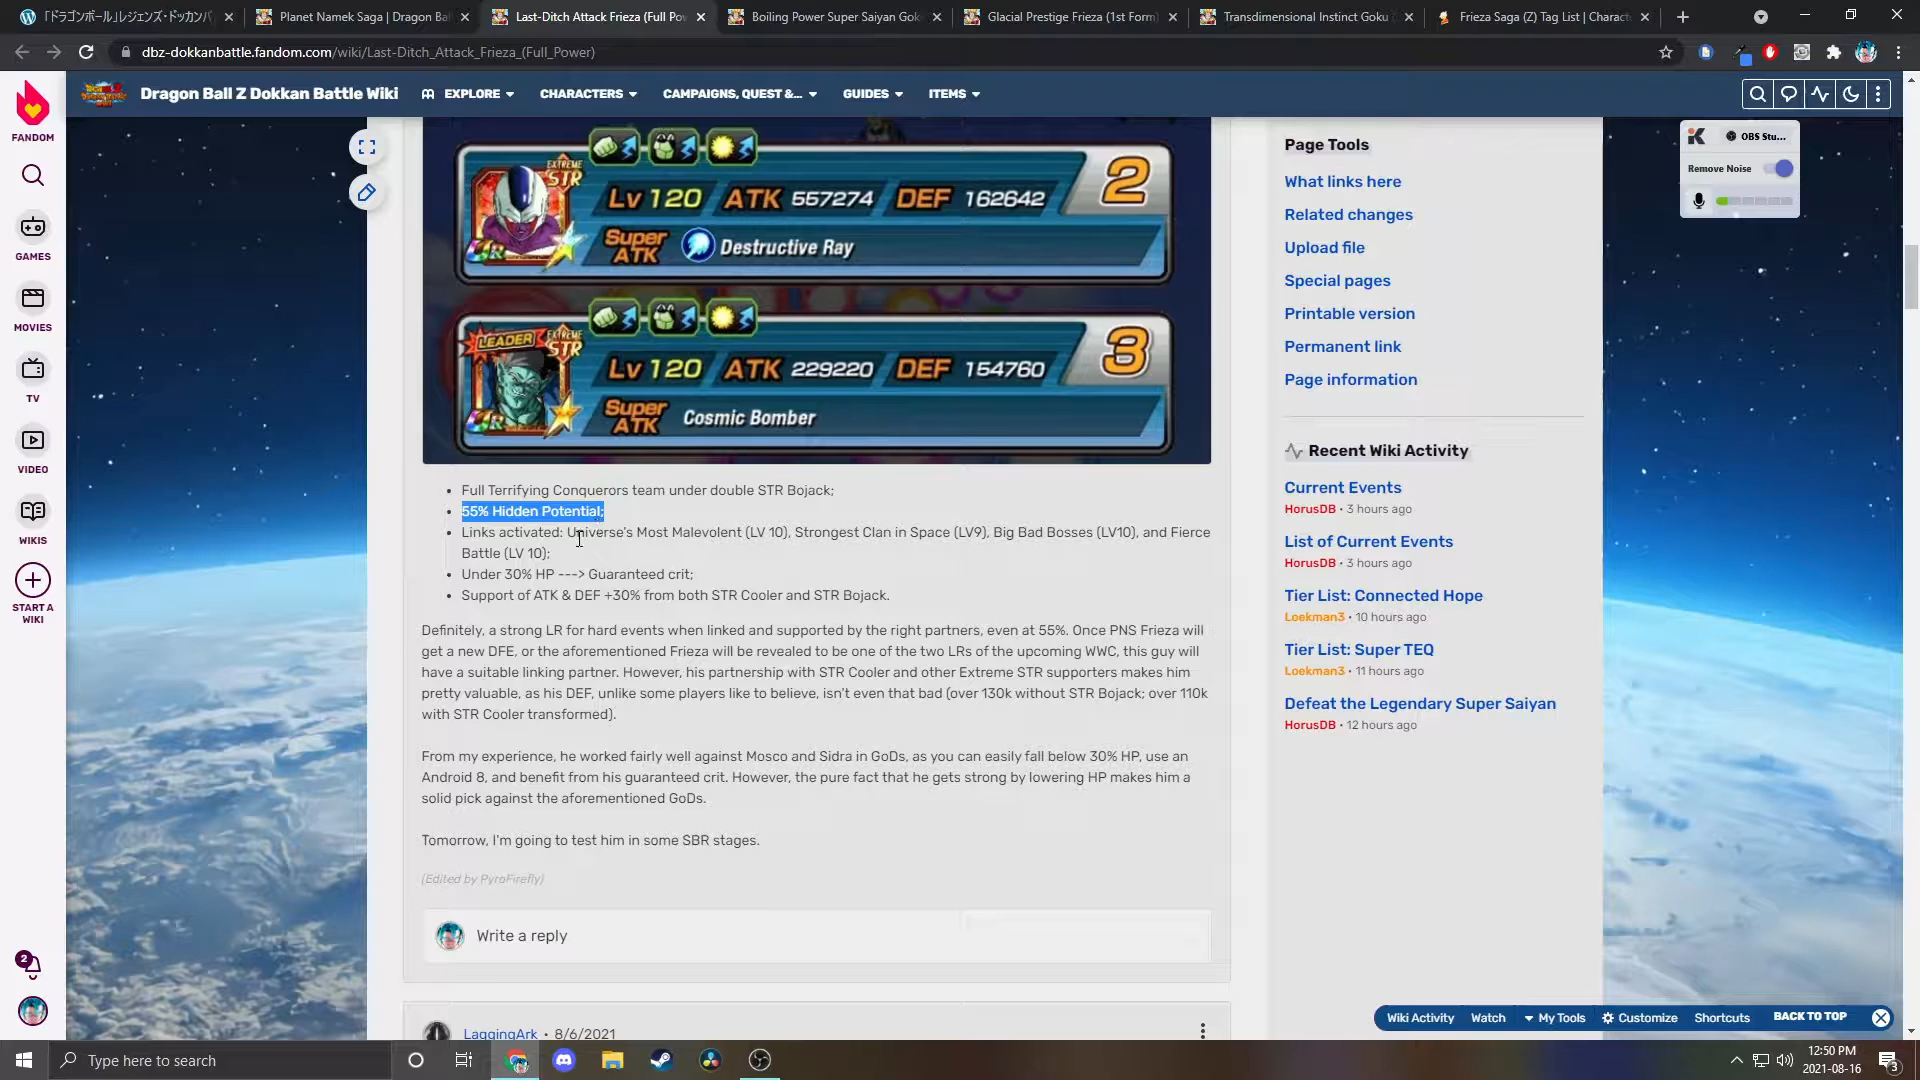 「ドラゴンボール」レジェンズ・ドッカンバ
Planet Namek Saga | Dragon Bal
Last-Ditch Attack Frieza (Full Pow
Boiling Power Super Saiyan Gok
Glacial Prestige Frieza (1st Form)
Transdimensional Instinct Goku
Frieza Saga (Z) Tag List | Charact
dbz-dokkanbattle.fandom.com/wiki/Last-Ditch_Attack_Frieza_(Full_Power)
FANDOM
GAMES
MOVIES
TV
VIDEO
WIKIS
START A
WIKI
2
Dragon Ball Z Dokkan Battle Wiki
EXPLORE
CHARACTERS
CAMPAIGNS, QUEST &...
GUIDES
ITEMS
EXTREME
STR
Lv 120 ATK 557274 DEF 162642
2
LR
Super
ATK
Destructive Ray
LEADER
EXTREME
STR
Lv 120 ATK 229220 DEF 154760
3
LR
Super
ATK
Cosmic Bomber
Full Terrifying Conquerors team under double STR Bojack;
55% Hidden Potential;
Links activated: Universe's Most Malevolent (LV 10), Strongest Clan in Space (LV9), Big Bad Bosses (LV10), and Fierce
Battle (LV 10);
Under 30% HP ---> Guaranteed crit;
Support of ATK & DEF +30% from both STR Cooler and STR Bojack.
Definitely, a strong LR for hard events when linked and supported by the right partners, even at 55%. Once PNS Frieza will
get a new DFE, or the aforementioned Frieza will be revealed to be one of the two LRs of the upcoming WWC, this guy will
have a suitable linking partner. However, his partnership with STR Cooler and other Extreme STR supporters makes him
pretty valuable, as his DEF, unlike some players like to believe, isn't even that bad (over 130k without STR Bojack; over 110k
with STR Cooler transformed).
From my experience, he worked fairly well against Mosco and Sidra in GoDs, as you can easily fall below 30% HP, use an
Android 8, and benefit from his guaranteed crit. However, the pure fact that he gets strong by lowering HP makes him a
solid pick against the aforementioned GoDs.
Tomorrow, I'm going to test him in some SBR stages.
(Edited by PyroFirefly)
Write a reply
LaggingArk • 8/6/2021
Page Tools
What links here
Related changes
Upload file
Special pages
Printable version
Permanent link
Page information
Recent Wiki Activity
Current Events
HorusDB • 3 hours ago
List of Current Events
HorusDB • 3 hours ago
Tier List: Connected Hope
Loekman3 • 10 hours ago
Tier List: Super TEQ
Loekman3 • 11 hours ago
Defeat the Legendary Super Saiyan
HorusDB • 12 hours ago
OBS Stu...
Remove Noise
Wiki Activity
Watch
My Tools
Customize
Shortcuts
BACK TO TOP
Type here to search
12:50 PM
2021-08-16
3